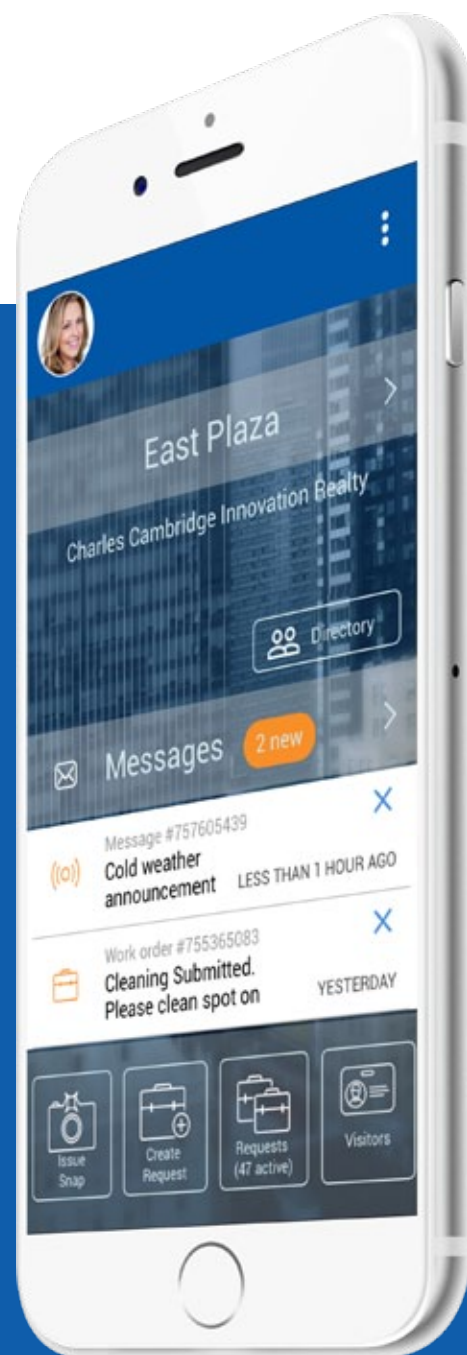 East Plaza
Charles Cambridge Innovation Realty
Directory
Messages 2 new
Message #757605439
Cold weather
announcement LESS THAN 1 HOUR AGO
Work order #755365083
Cleaning Submitted.
Please clean spot on YESTERDAY
Issue
Snap
Create
Request
Requests
(47 active)
Visitors